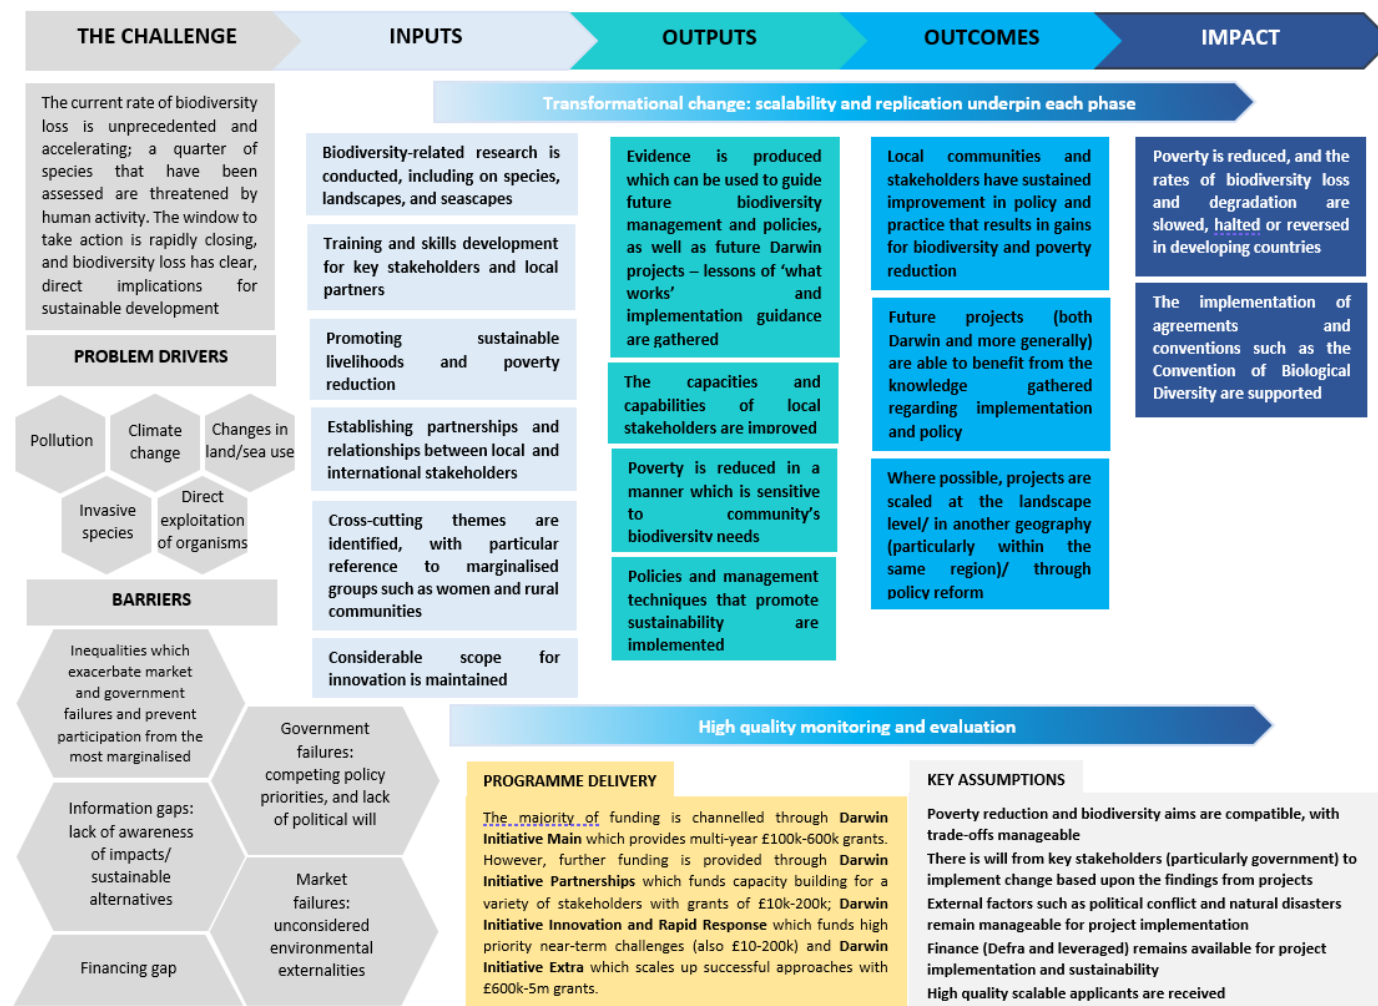 THE CHALLENGE
INPUTS
OUTPUTS
OUTCOMES
IMPACT
Transformational change: scalability and replication underpin each phase
The current rate of biodiversity
loss is unprecedented and
accelerating; a quarter of
species that have been
assessed are threatened by
human activity. The window to
take action is rapidly closing,
and biodiversity loss has clear,
direct implications for
sustainable development
PROBLEM DRIVERS
Pollution
Climate
change
Changes in
land/sea use
Invasive
species
Direct
exploitation
of organisms
BARRIERS
Inequalities which
exacerbate market
and government
failures and prevent
participation from the
most marginalised
Government
failures:
competing policy
priorities, and lack
of political will
Information gaps:
lack of awareness
of impacts/
sustainable
alternatives
Market
failures:
unconsidered
environmental
externalities
Financing gap
Biodiversity-related research is
conducted, including on species,
landscapes, and seascapes
Training and skills development
for key stakeholders and local
partners
Promoting sustainable
livelihoods and poverty
reduction
Establishing partnerships and
relationships between local and
international stakeholders
Cross-cutting themes are
identified, with particular
reference to marginalised
groups such as women and rural
communities
Considerable scope for
innovation is maintained
Evidence is produced
which can be used to guide
future biodiversity
management and policies,
as well as future Darwin
projects – lessons of ‘what
works’ and
implementation guidance
are gathered
The capacities and
capabilities of local
stakeholders are improved
Poverty is reduced in a
manner which is sensitive
to community’s
biodiversity needs
Policies and management
techniques that promote
sustainability are
implemented
Local communities and
stakeholders have sustained
improvement in policy and
practice that results in gains
for biodiversity and poverty
reduction
Future projects (both
Darwin and more generally)
are able to benefit from the
knowledge gathered
regarding implementation
and policy
Where possible, projects are
scaled at the landscape
level/ in another geography
(particularly within the
same region)/ through
policy reform
Poverty is reduced, and the
rates of biodiversity loss
and degradation are
slowed, halted or reversed
in developing countries
The implementation of
agreements and
conventions such as the
Convention of Biological
Diversity are supported
High quality monitoring and evaluation
PROGRAMME DELIVERY
The majority of funding is channelled through Darwin
Initiative Main which provides multi-year £100k-600k grants.
However, further funding is provided through Darwin
Initiative Partnerships which funds capacity building for a
variety of stakeholders with grants of £10k-200k; Darwin
Initiative Innovation and Rapid Response which funds high
priority near-term challenges (also £10-200k) and Darwin
Initiative Extra which scales up successful approaches with
£600k-5m grants.
KEY ASSUMPTIONS
Poverty reduction and biodiversity aims are compatible, with
trade-offs manageable
There is will from key stakeholders (particularly government) to
implement change based upon the findings from projects
External factors such as political conflict and natural disasters
remain manageable for project implementation
Finance (Defra and leveraged) remains available for project
implementation and sustainability
High quality scalable applicants are received